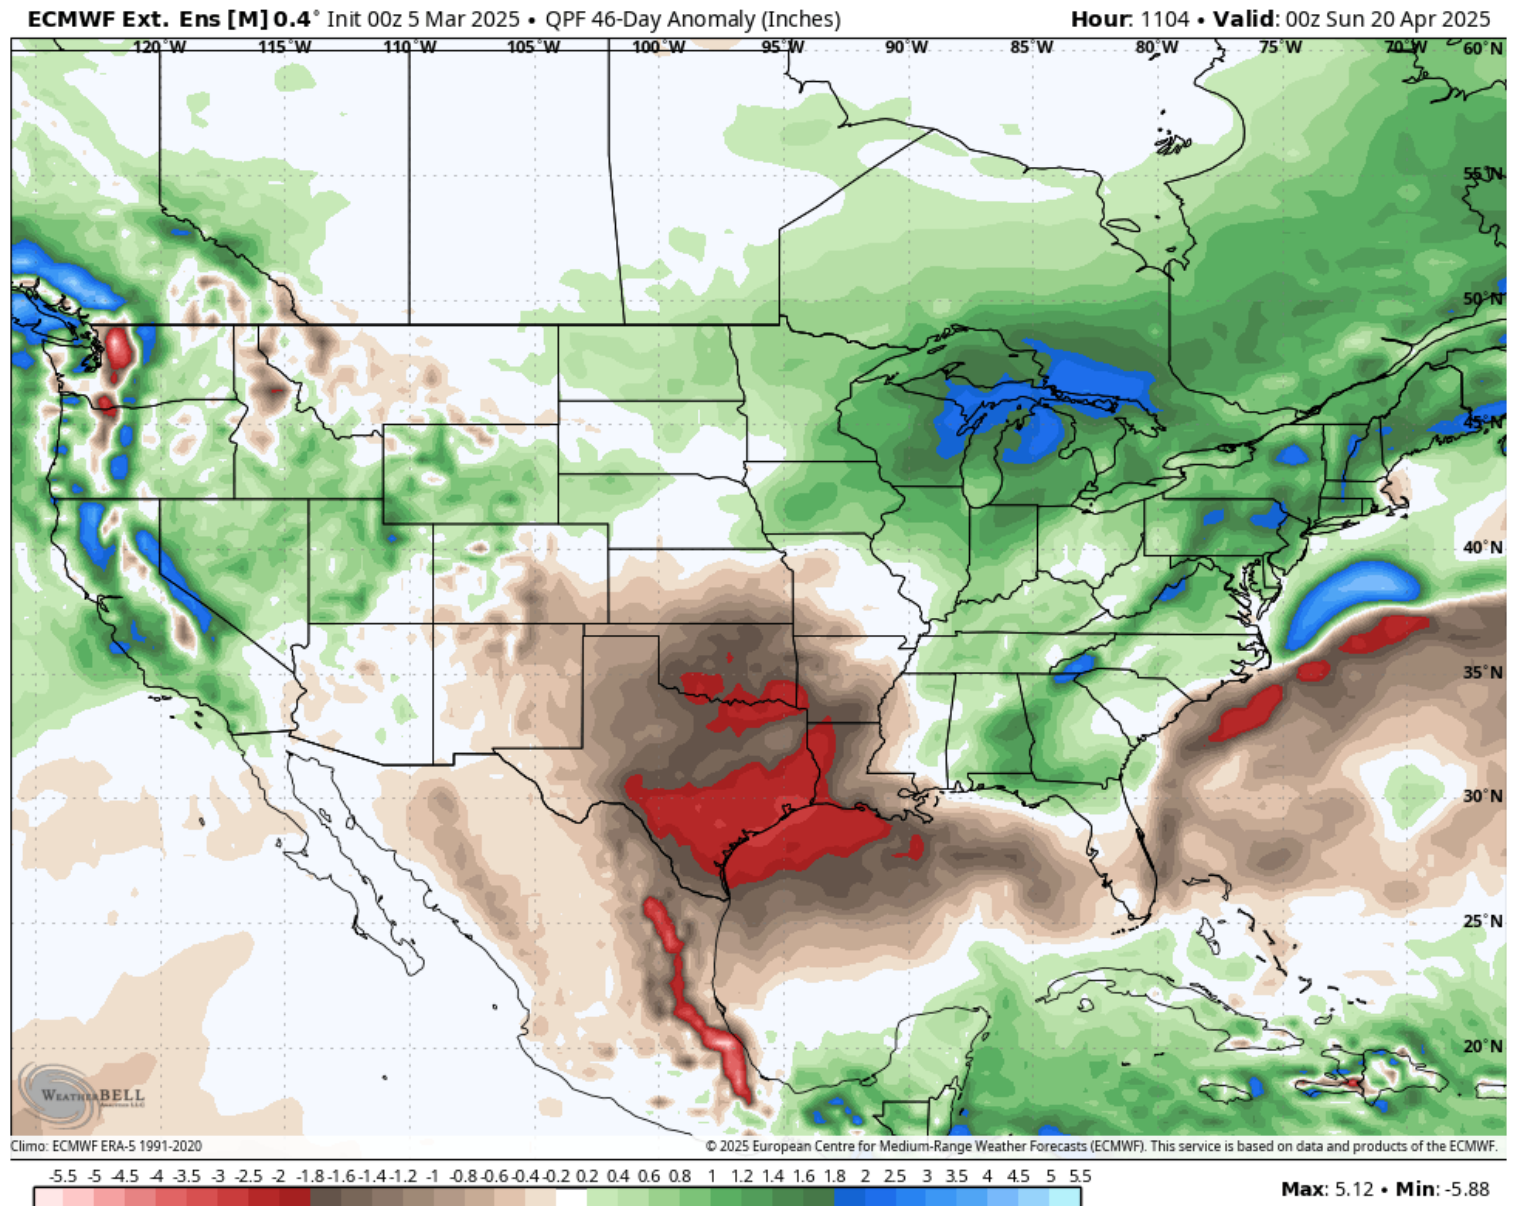 ECMWF Ext. Ens [M] 0.4° Init 00z 5 Mar 2025 • QPF 46-Day Anomaly (Inches) Hour: 1104 • Valid: 00z Sun 20 Apr 2025
120°W 115°W 110°W 105°W 100°W 95°W 90°W 85°W 80°W 75°W 70°W 60°N
55°N
50°N
45°N
40°N
35°N
30°N
25°N
20°N
WEATHERBELL
Analytics LLC
Climo: ECMWF ERA-5 1991-2020 © 2025 European Centre for Medium-Range Weather Forecasts (ECMWF). This service is based on data and products of the ECMWF.
-5.5 -5 -4.5 -4 -3.5 -3 -2.5 -2 -1.8 -1.6 -1.4 -1.2 -1 -0.8 -0.6 -0.4 -0.2 0.2 0.4 0.6 0.8 1 1.2 1.4 1.6 1.8 2 2.5 3 3.5 4 4.5 5 5.5
Max: 5.12 • Min: -5.88